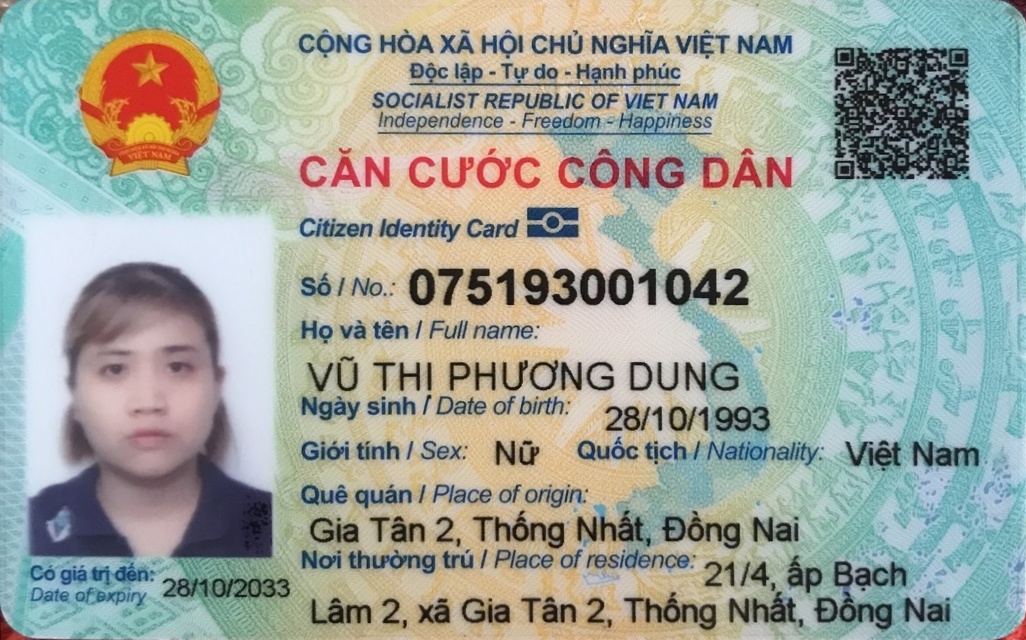 CỘNG HÒA XÃ HỘI CHỦ NGHĨA VIỆT NAM
Độc lập - Tự do - Hạnh phúc
SOCIALIST REPUBLIC OF VIET NAM
Independence - Freedom - Happiness
CĂN CƯỚC CÔNG DÂN
Citizen Identity Card
Số / No.: 075193001042
Họ và tên / Full name:
VŨ THỊ PHƯƠNG DUNG
Ngày sinh / Date of birth: 28/10/1993
Giới tính / Sex: Nữ Quốc tịch / Nationality: Việt Nam
Quê quán / Place of origin:
Gia Tân 2, Thống Nhất, Đồng Nai
Nơi thường trú / Place of residence: 21/4, ấp Bạch
Lâm 2, xã Gia Tân 2, Thống Nhất, Đồng Nai
Có giá trị đến: 28/10/2033
Date of expiry
VIỆT NAM